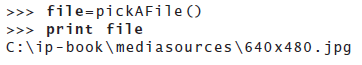 >>> file=pickAFile()
>>> print file
C:\ip-book\mediasources\640x480.jpg